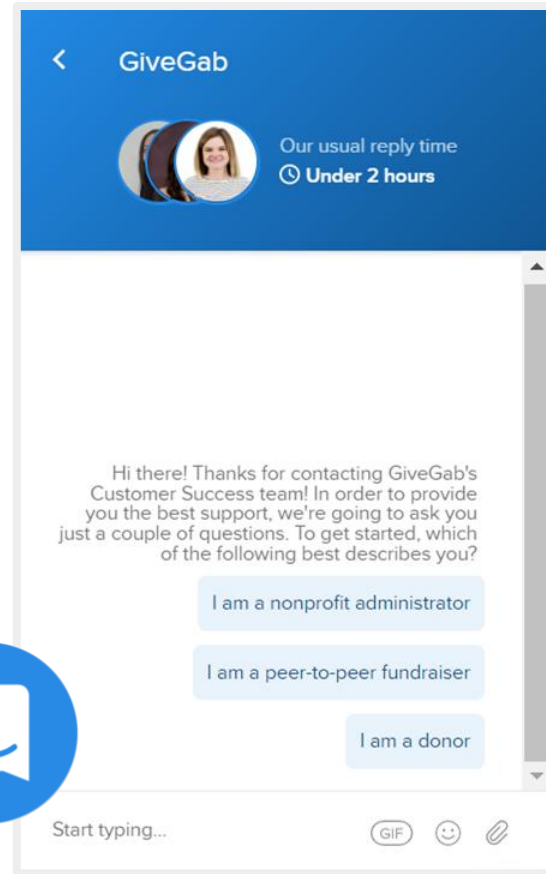 GiveGab
Our usual reply time
Under 2 hours
Hi there! Thanks for contacting GiveGab's
Customer Success team! In order to provide
you the best support, we're going to ask you
just a couple of questions. To get started, which
of the following best describes you?
I am a nonprofit administrator
I am a peer-to-peer fundraiser
I am a donor
Start typing...
GIF